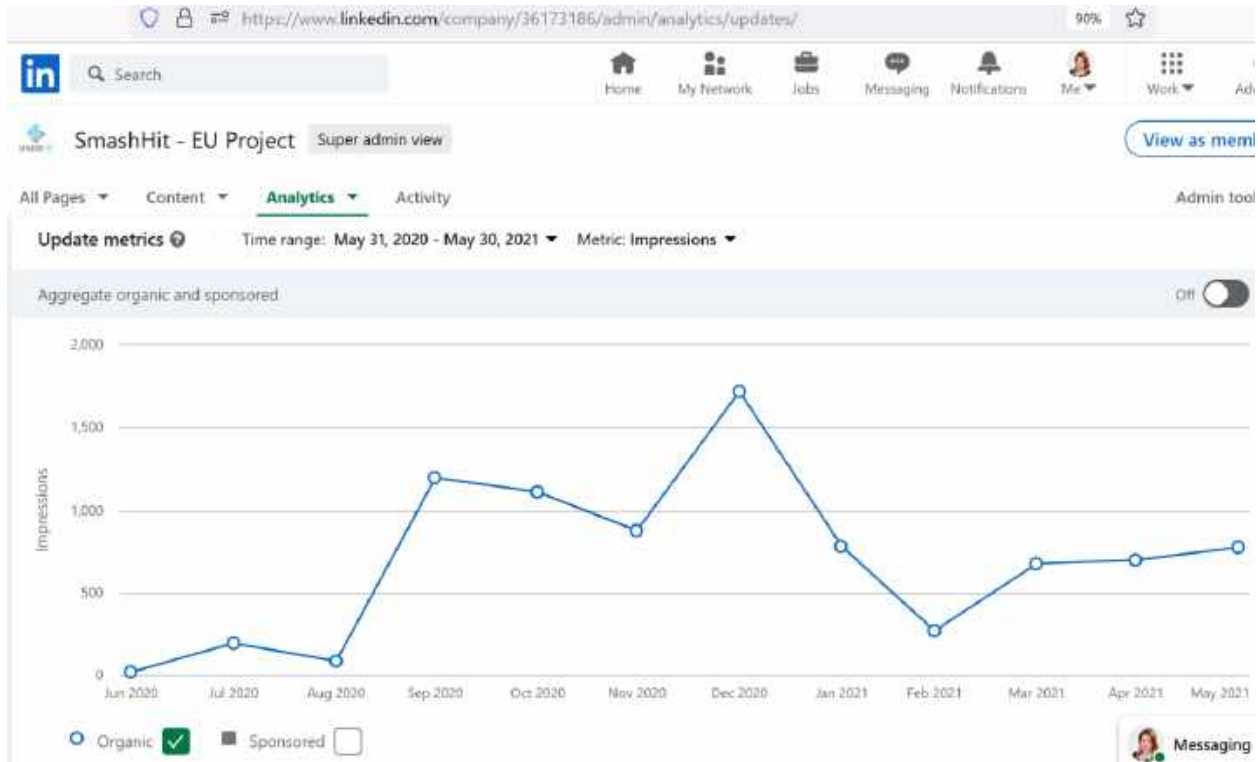 https://www.linkedin.com/company/36173186/admin/analytics/updates/ 90%
in Search Home My Network Jobs Messaging Notifications Me Work Adv
SmashHit - EU Project Super admin view View as memb
All Pages Content Analytics Activity Admin tool
Update metrics Time range: May 31, 2020 - May 30, 2021 Metric: Impressions
Aggregate organic and sponsored Off
2,000
1,500
1,000
500
0
Impressions
Jun 2020 Jul 2020 Aug 2020 Sep 2020 Oct 2020 Nov 2020 Dec 2020 Jan 2021 Feb 2021 Mar 2021 Apr 2021 May 2021
Organic Sponsored Messaging